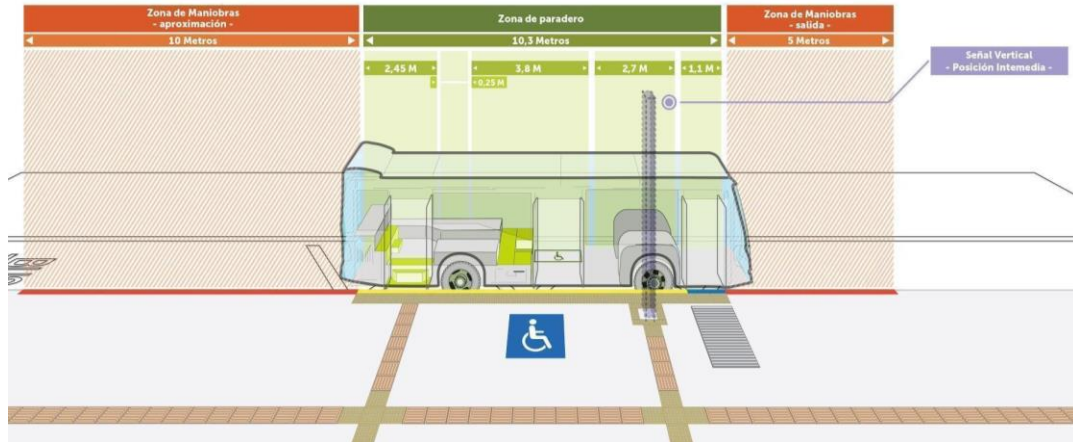 Zona de Maniobras
- aproximación -
10 Metros
Zona de paradero
10,3 Metros
Zona de Maniobras
- salida -
5 Metros
2,45 M
3,8 M
2,7 M
1,1 M
0,25 M
Señal Vertical
- Posición Intermedia -